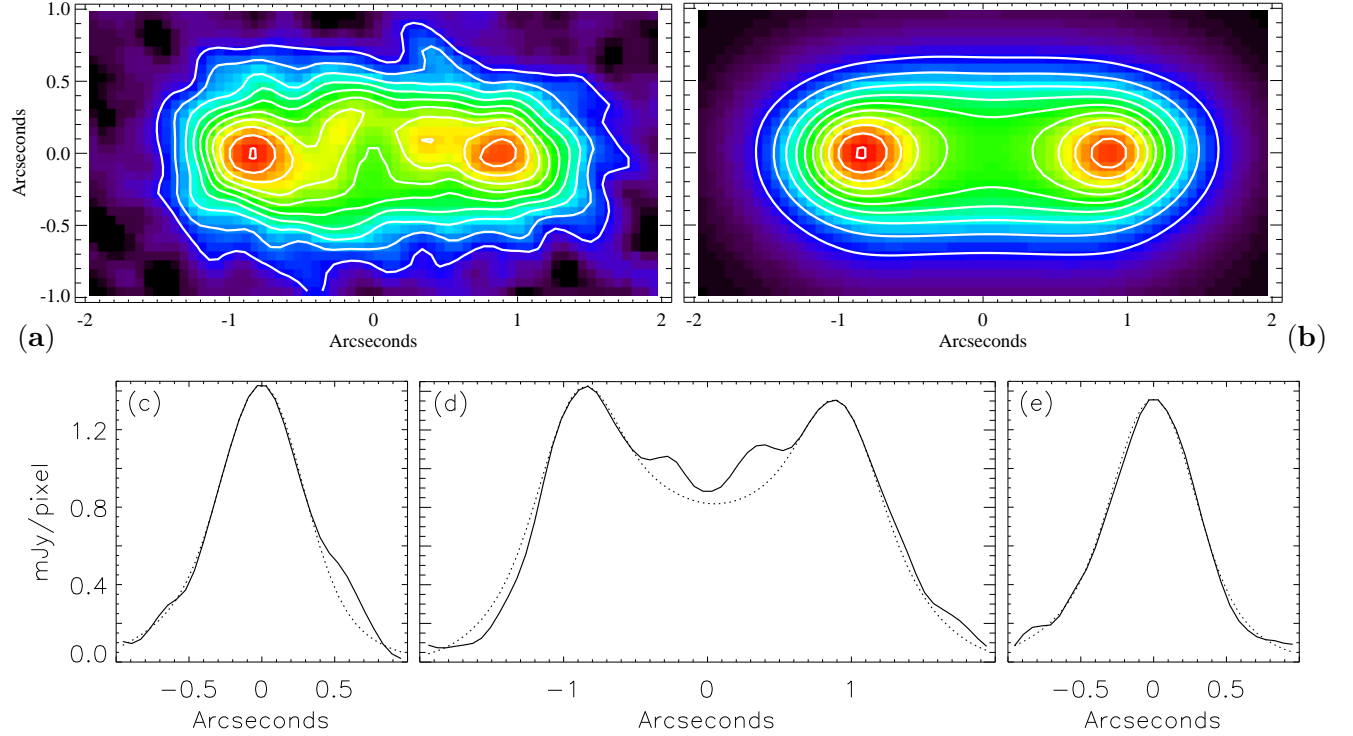 1.0
0.5
0.0
-0.5
-1.0
Arcseconds
-2 -1 0 1 2
Arcseconds
(a)
-2 -1 0 1 2
Arcseconds
(b)
(c)
(d)
(e)
1.2
0.8
0.4
0.0
mJy/pixel
−0.5 0 0.5
Arcseconds
−1 0 1
Arcseconds
−0.5 0 0.5
Arcseconds